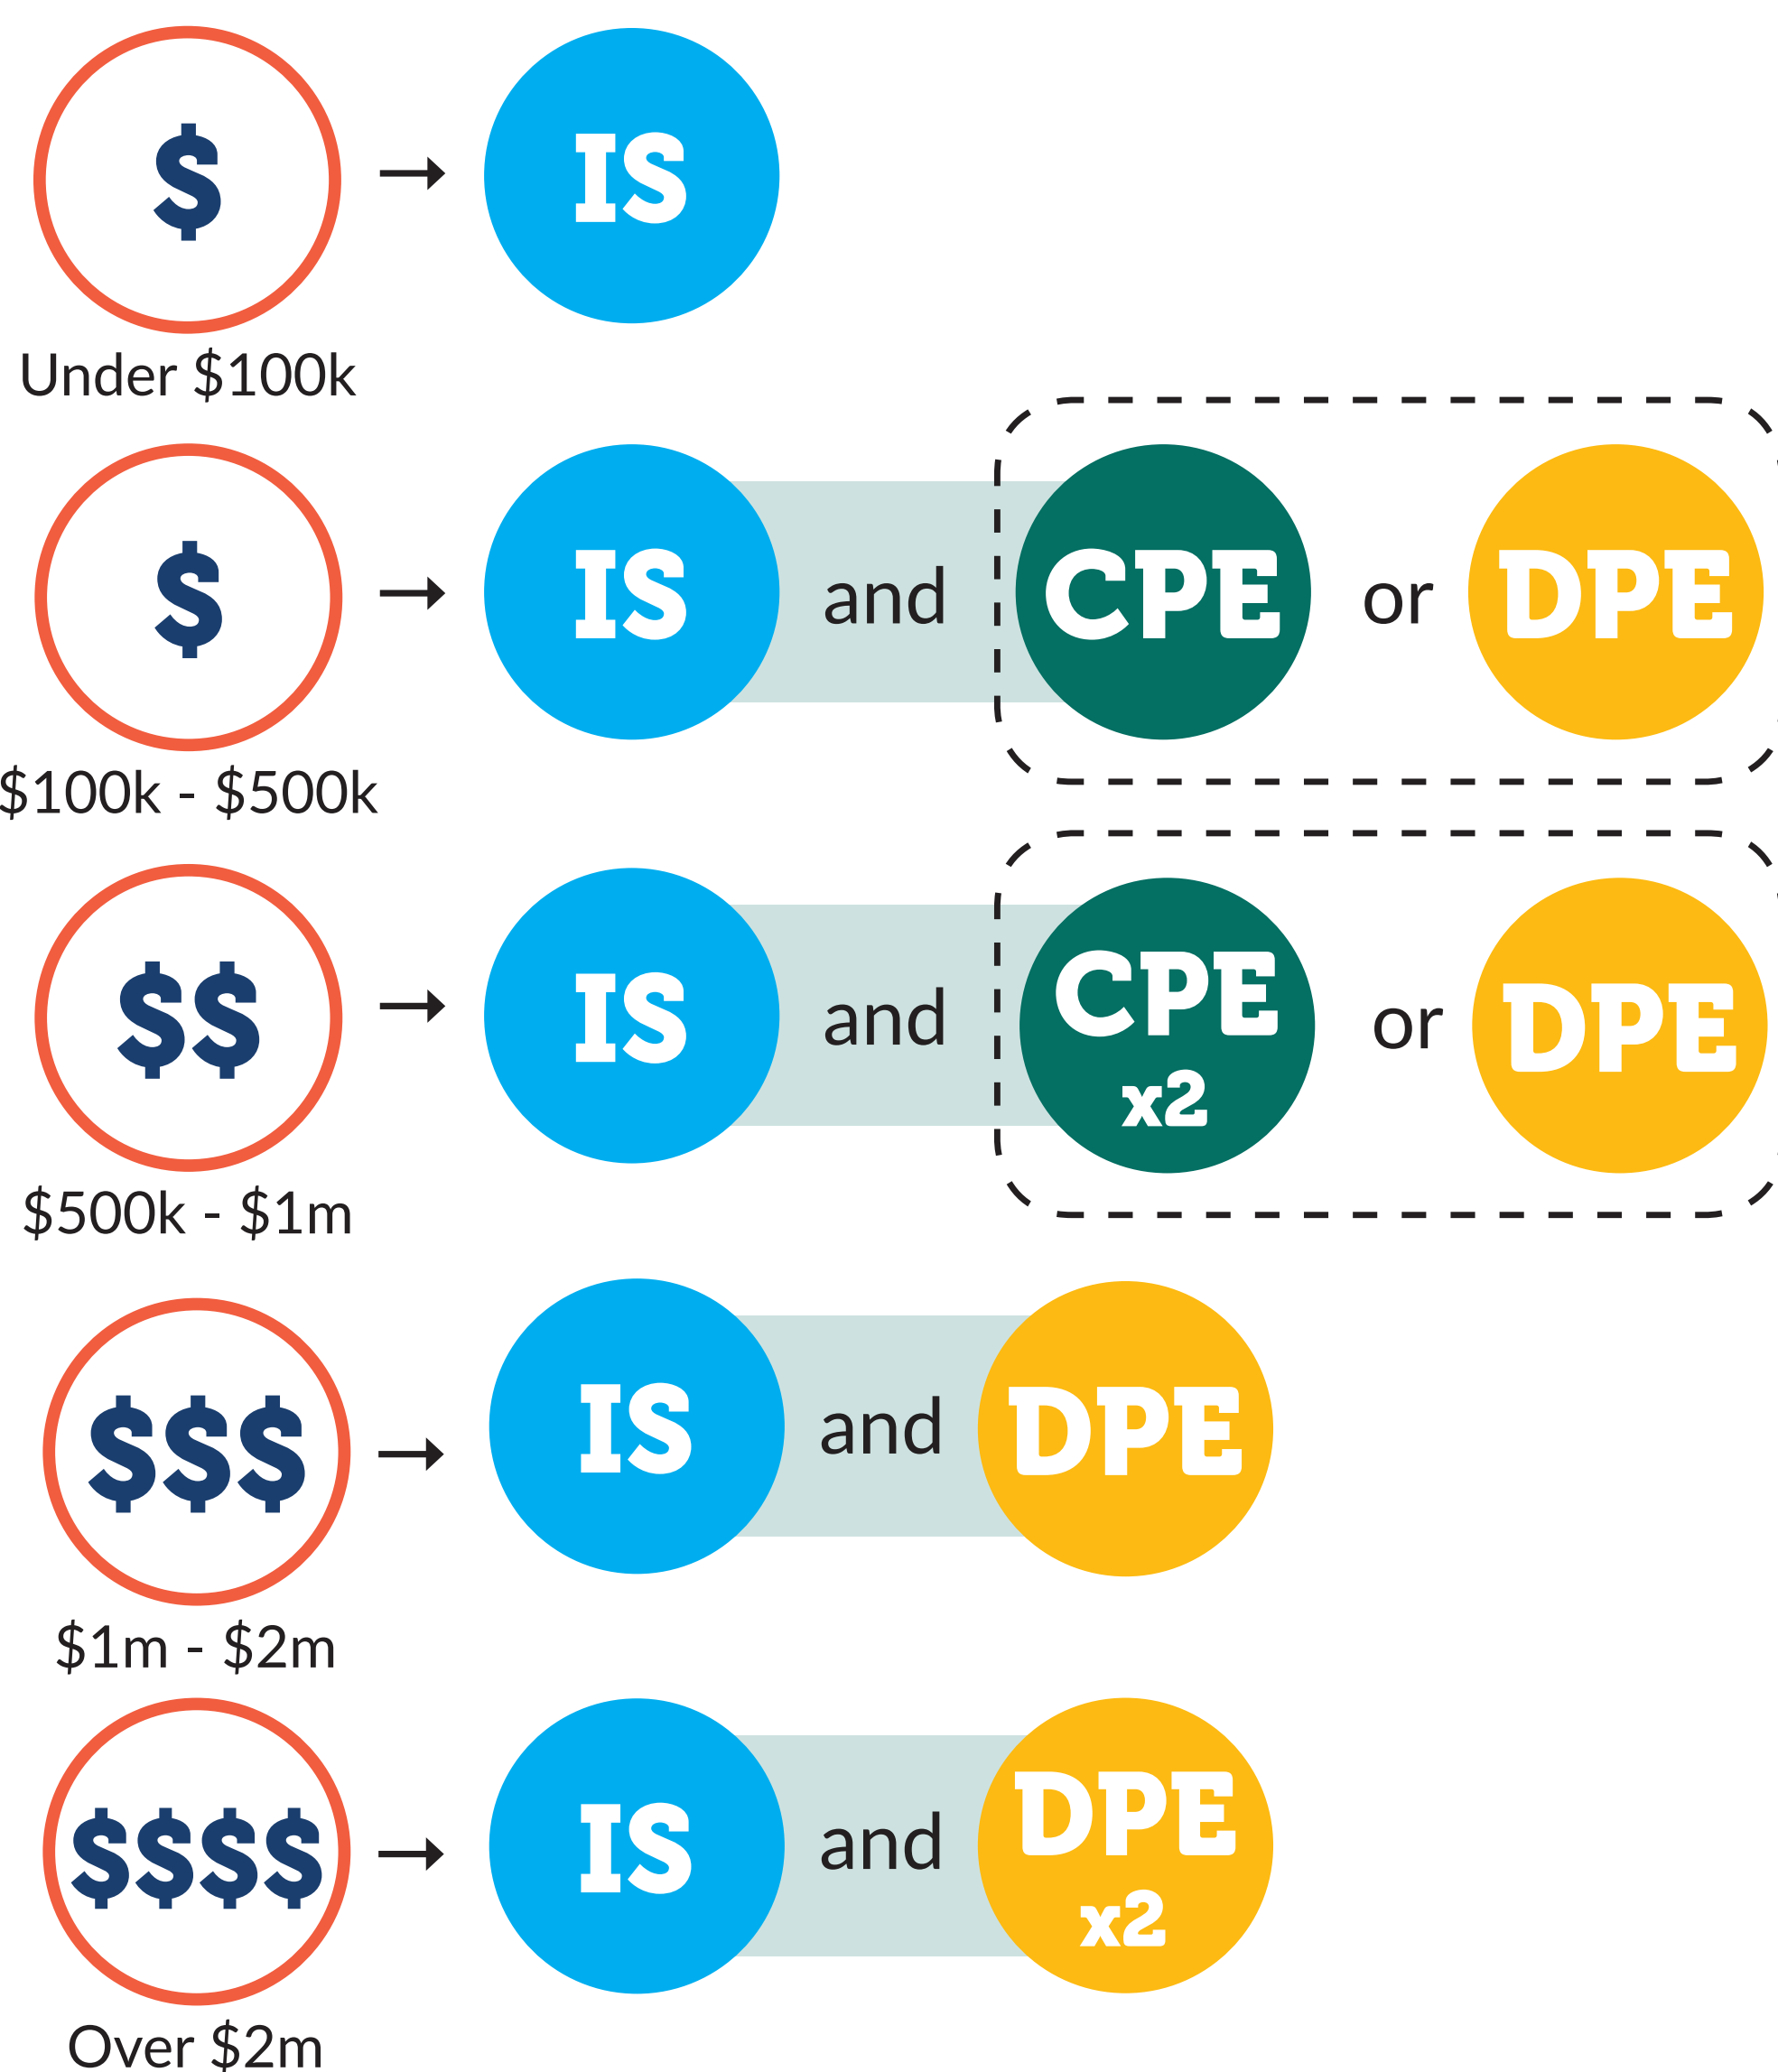 $
IS
Under $100k
$
IS and CPE or DPE
$100k - $500k
$$
IS and CPE x2 or DPE
$500k - $1m
$$$
IS and DPE
$1m - $2m
$$$$
IS and DPE x2
Over $2m